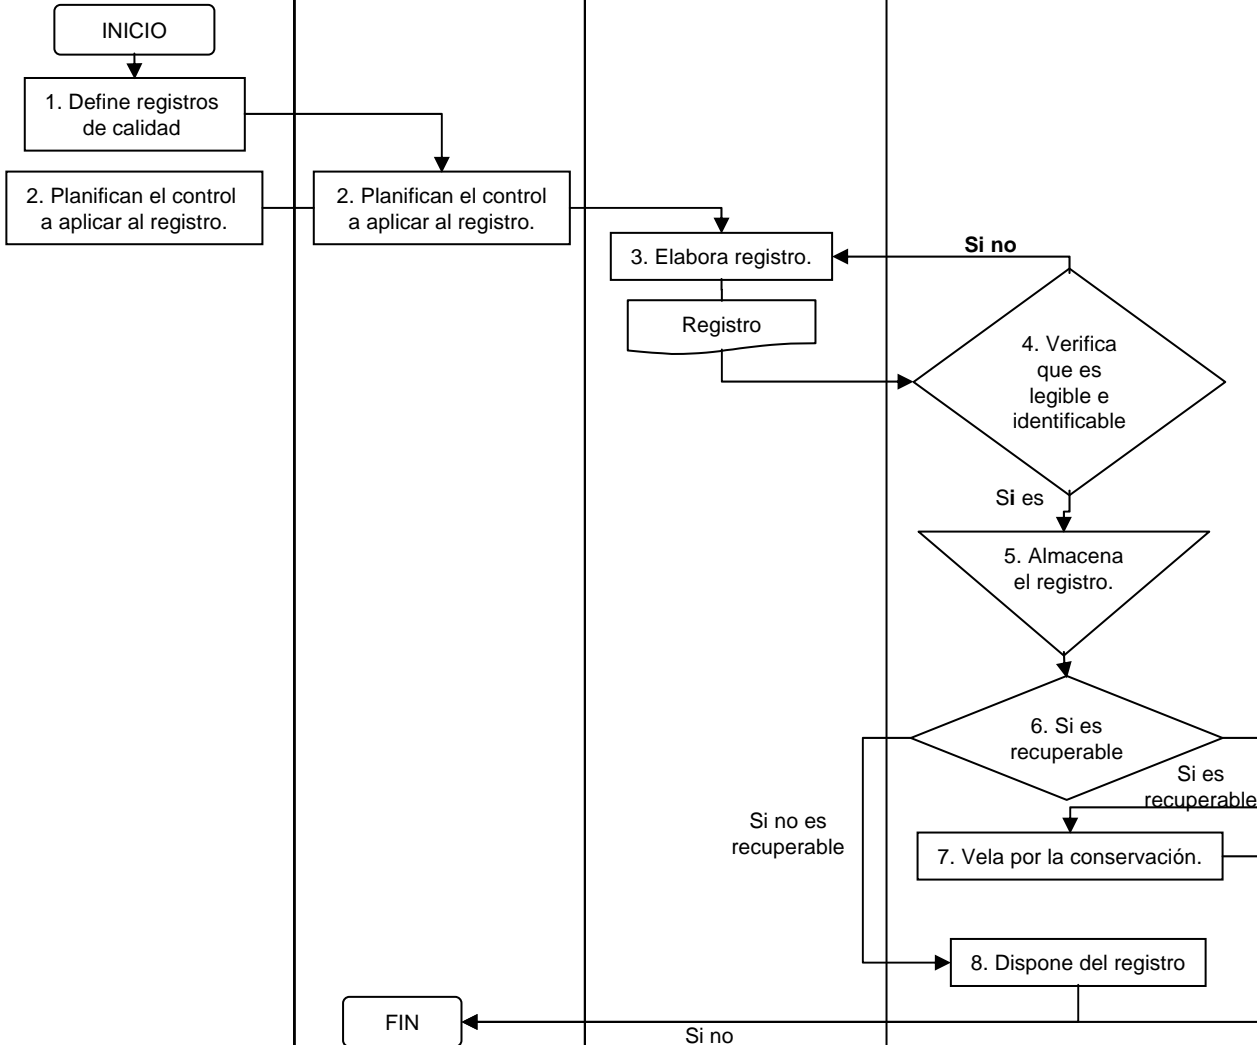 INICIO
1. Define registros
de calidad
2. Planifican el control
a aplicar al registro.
2. Planifican el control
a aplicar al registro.
3. Elabora registro.
Si no
Registro
4. Verifica
que es
legible e
identificable
Si es
5. Almacena
el registro.
6. Si es
recuperable
Si es
recuperable
Si no es
recuperable
7. Vela por la conservación.
8. Dispone del registro
FIN
Si no